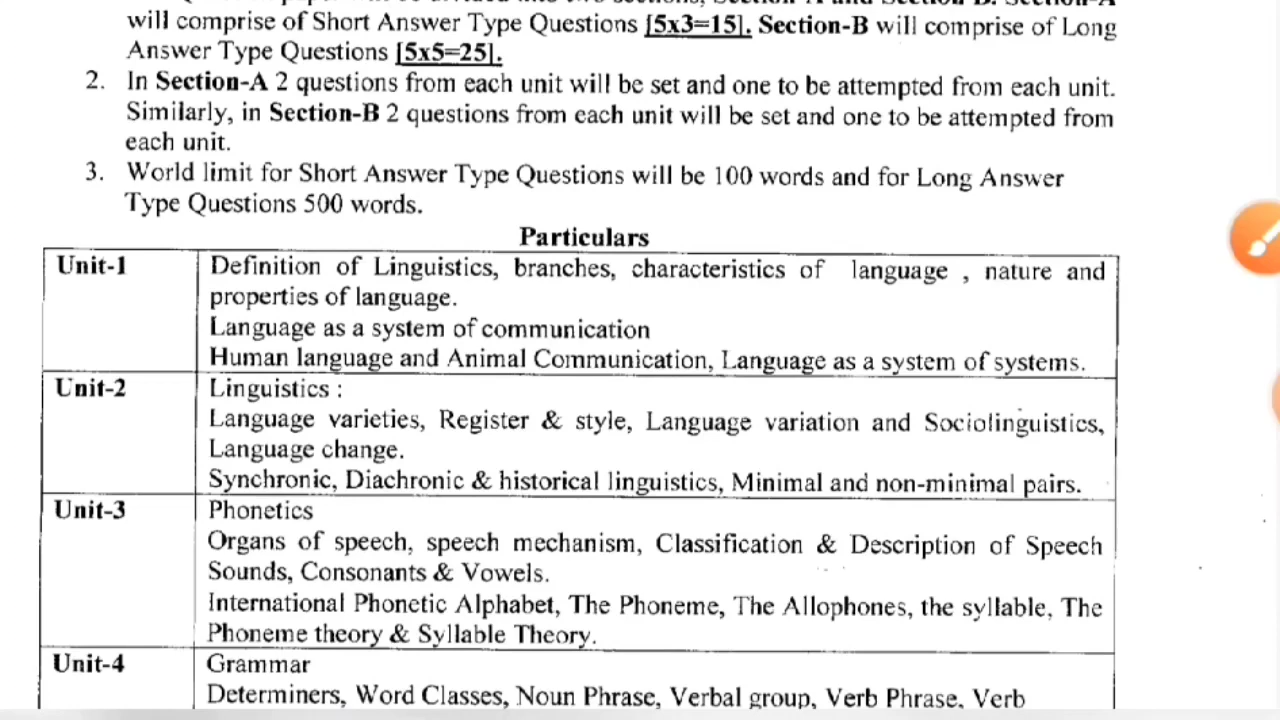 will comprise of Short Answer Type Questions [5x3=15]. Section-B will comprise of Long
Answer Type Questions [5x5=25].
2. In Section-A 2 questions from each unit will be set and one to be attempted from each unit.
Similarly, in Section-B 2 questions from each unit will be set and one to be attempted from
each unit.
3. World limit for Short Answer Type Questions will be 100 words and for Long Answer
Type Questions 500 words.
Particulars
Unit-1 Definition of Linguistics, branches, characteristics of language , nature and
properties of language.
Language as a system of communication
Human language and Animal Communication, Language as a system of systems.
Unit-2 Linguistics :
Language varieties, Register & style, Language variation and Sociolinguistics,
Language change.
Synchronic, Diachronic & historical linguistics, Minimal and non-minimal pairs.
Unit-3 Phonetics
Organs of speech, speech mechanism, Classification & Description of Speech
Sounds, Consonants & Vowels.
International Phonetic Alphabet, The Phoneme, The Allophones, the syllable, The
Phoneme theory & Syllable Theory.
Unit-4 Grammar
Determiners, Word Classes, Noun Phrase, Verbal group, Verb Phrase, Verb